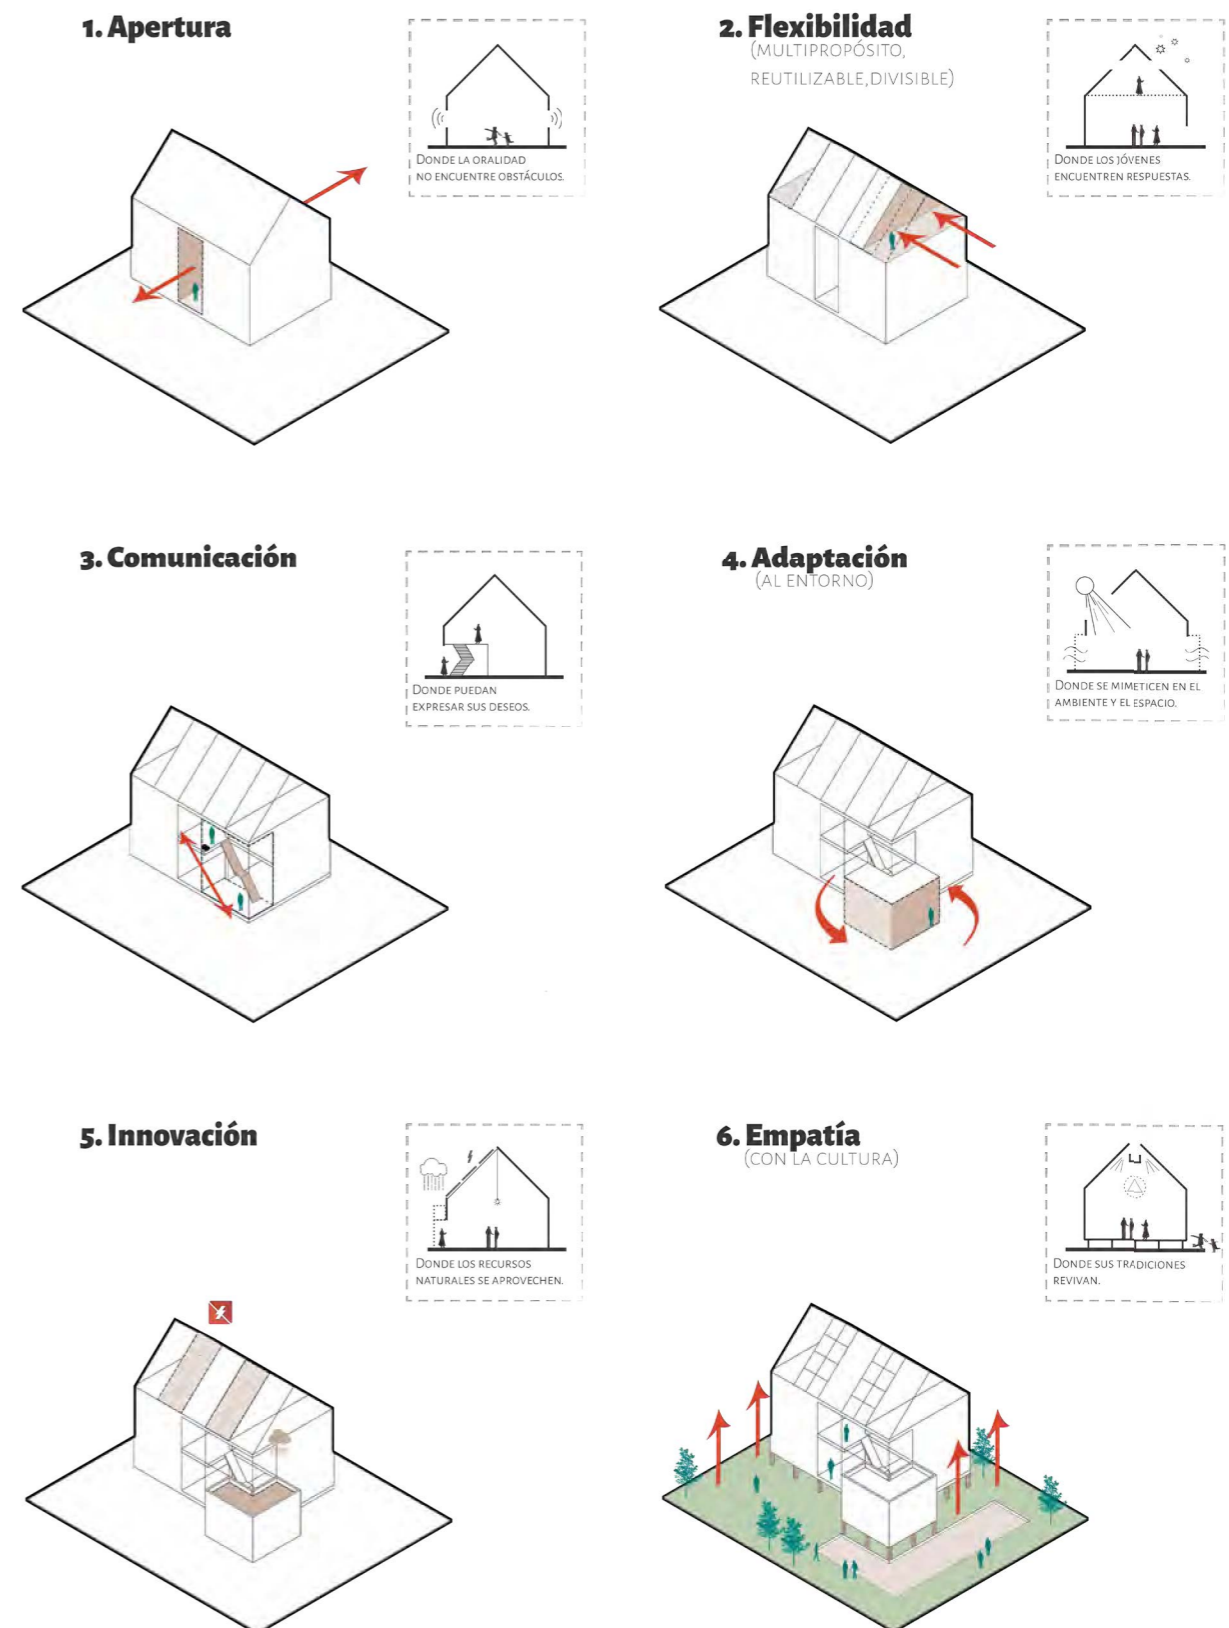 1. Apertura
DONDE LA ORALIDAD
NO ENCUENTRE OBSTÁCULOS.
2. Flexibilidad
(MULTIPROPÓSITO,
REUTILIZABLE,DIVISIBLE)
DONDE LOS JÓVENES
ENCUENTREN RESPUESTAS.
3. Comunicación
DONDE PUEDAN
EXPRESAR SUS DESEOS.
4. Adaptación
(AL ENTORNO)
DONDE SE MIMETICEN EN EL
AMBIENTE Y EL ESPACIO.
5. Innovación
DONDE LOS RECURSOS
NATURALES SE APROVECHEN.
6. Empatía
(CON LA CULTURA)
DONDE SUS TRADICIONES
REVIVAN.